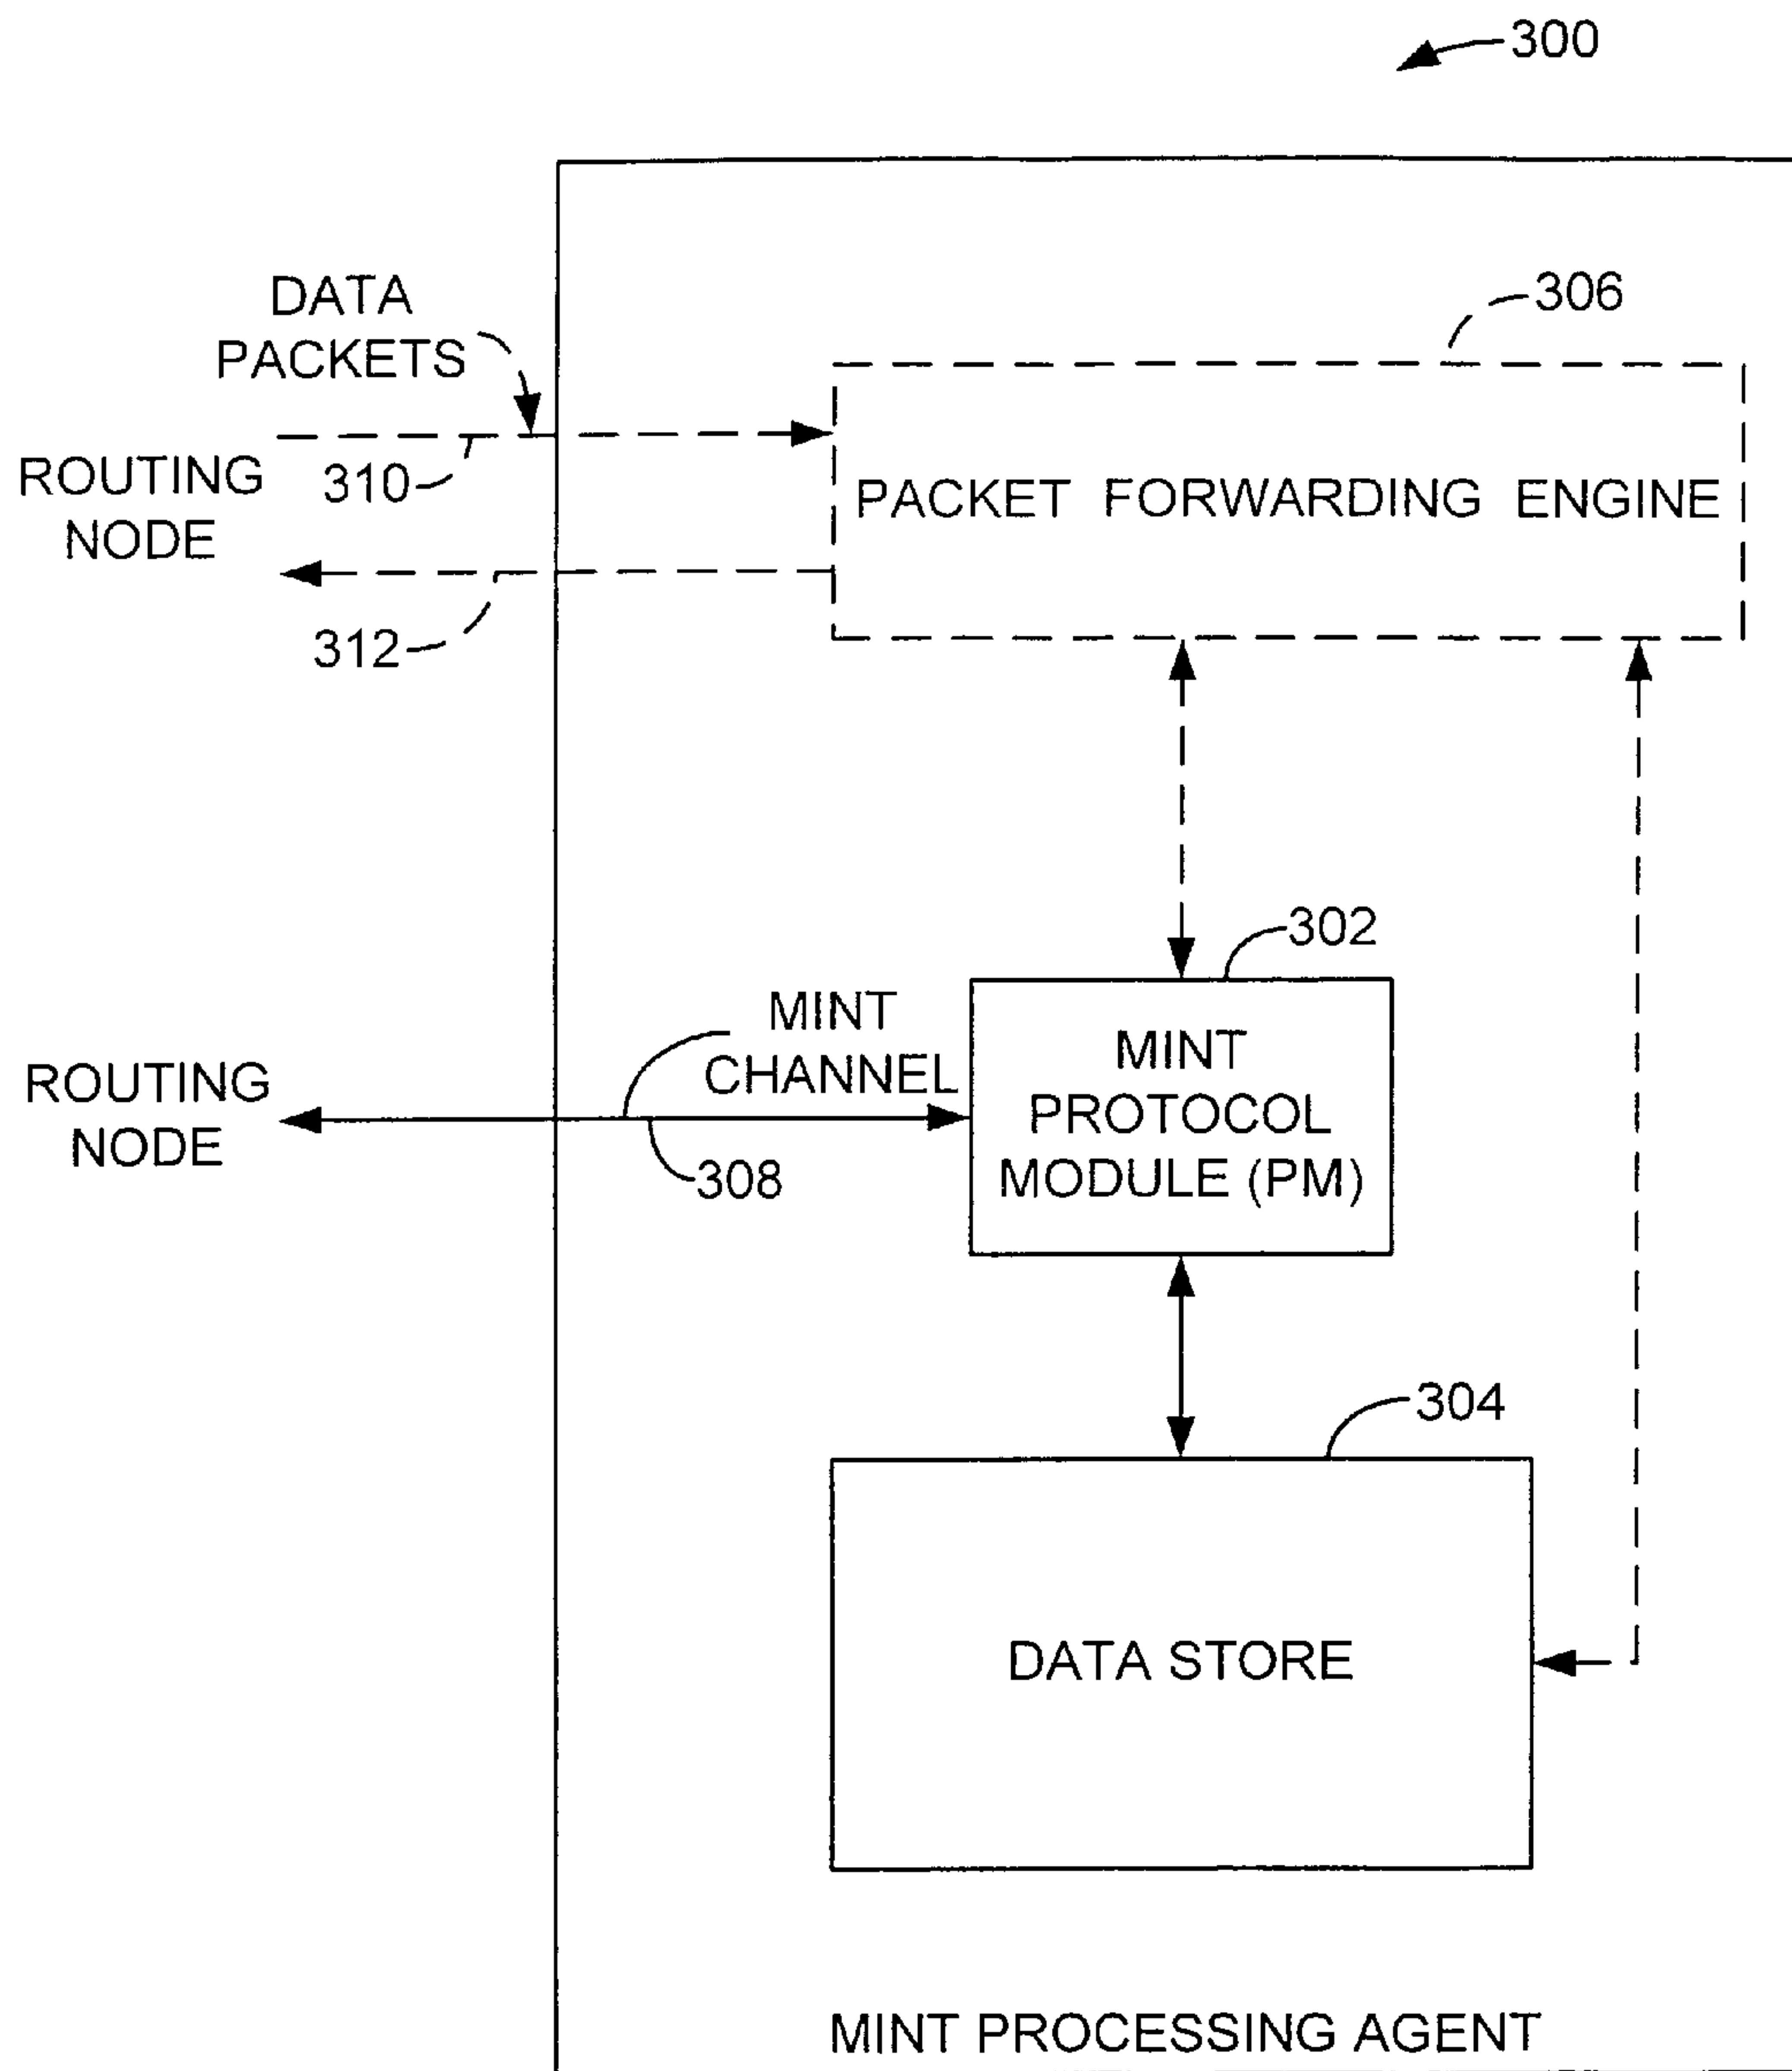 300
306
DATA
PACKETS
310
ROUTING
NODE
PACKET FORWARDING ENGINE
312
302
MINT
CHANNEL
MINT
PROTOCOL
MODULE (PM)
ROUTING
NODE
308
304
DATA STORE
MINT PROCESSING AGENT